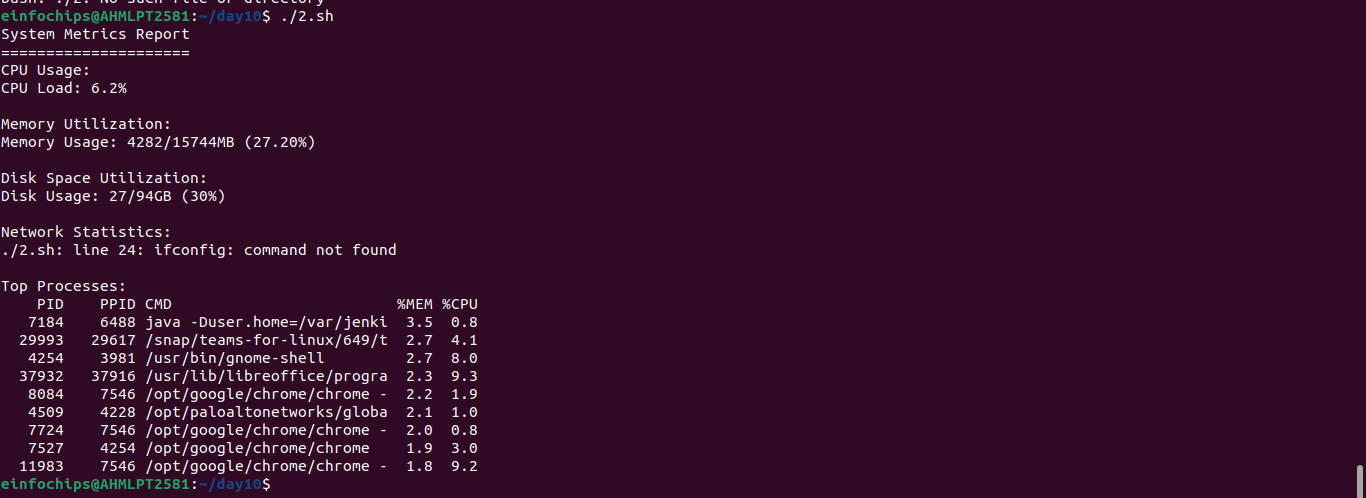 bash: ./2: No such file or directory
einfochips@AHMLPT2581:~/day10$ ./2.sh
System Metrics Report
=====================
CPU Usage:
CPU Load: 6.2%
Memory Utilization:
Memory Usage: 4282/15744MB (27.20%)
Disk Space Utilization:
Disk Usage: 27/94GB (30%)
Network Statistics:
./2.sh: line 24: ifconfig: command not found
Top Processes:
    PID    PPID CMD                         %MEM %CPU
   7184    6488 java -Duser.home=/var/jenki  3.5  0.8
  29993   29617 /snap/teams-for-linux/649/t  2.7  4.1
   4254    3981 /usr/bin/gnome-shell         2.7  8.0
  37932   37916 /usr/lib/libreoffice/progra  2.3  9.3
   8084    7546 /opt/google/chrome/chrome -  2.2  1.9
   4509    4228 /opt/paloaltonetworks/globa  2.1  1.0
   7724    7546 /opt/google/chrome/chrome -  2.0  0.8
   7527    4254 /opt/google/chrome/chrome    1.9  3.0
  11983    7546 /opt/google/chrome/chrome -  1.8  9.2
einfochips@AHMLPT2581:~/day10$